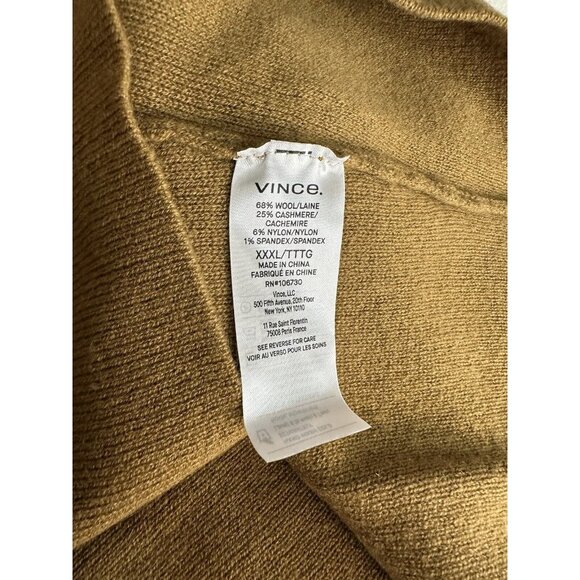 VINCE.
68% WOOL/LAINE
25% CASHMERE/
CACHEMIRE
6% NYLON/NYLON
1% SPANDEX/SPANDEX
XXXL/TTTG
MADE IN CHINA
FABRIQUÉ EN CHINE
RN#106730
Vince, LLC
500 Fifth Avenue, 20th Floor
New York, NY 10110
11 Rue Saint Florentin
75008 Paris France
SEE REVERSE FOR CARE
VOIR AU VERSO POUR LES SOINS